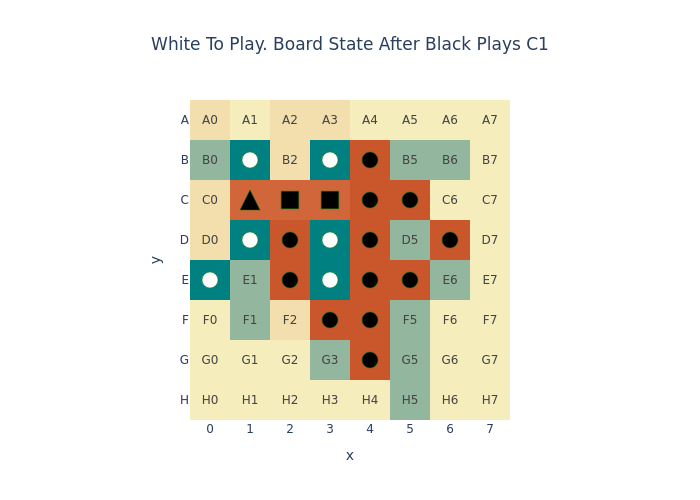 White To Play. Board State After Black Plays C1
A A0 A1 A2 A3 A4 A5 A6 A7
B B0 B2 B5 B6 B7
C C0 C6 C7
D D0 D5 D7
y
E E1 E6 E7
F F0 F1 F2 F5 F6 F7
G G0 G1 G2 G3 G5 G6 G7
H H0 H1 H2 H3 H4 H5 H6 H7
0 1 2 3 4 5 6 7
x